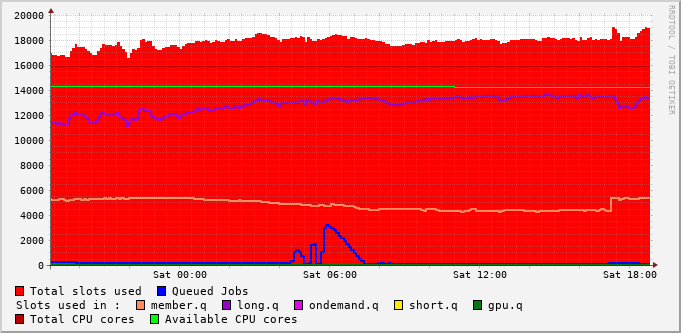 20000
18000
16000
14000
12000
10000
8000
6000
4000
2000
0
Sat 00:00 Sat 06:00 Sat 12:00 Sat 18:00
RRDTOOL / TOBI OETIKER
Total slots used Queued Jobs
Slots used in : member.q long.q ondemand.q short.q gpu.q
Total CPU cores Available CPU cores